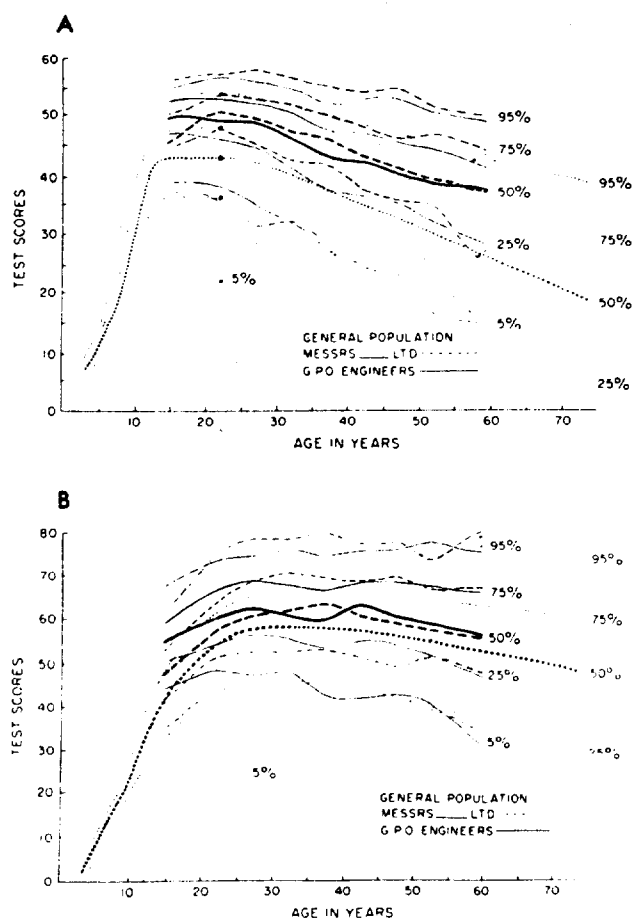 A
60
50
40
30
20
10
0
TEST SCORES
95%
75%
50%
25%
5%
95%
75%
50%
25%
5%
GENERAL POPULATION
MESSRS ___ LTD
G.P.O ENGINEERS
10 20 30 40 50 60 70
AGE IN YEARS
B
80
70
60
50
40
30
20
10
0
TEST SCORES
95%
75%
50%
25%
5%
95%
75%
50%
5%
GENERAL POPULATION
MESSRS ___ LTD
G.P.O ENGINEERS
10 20 30 40 50 60 70
AGE IN YEARS